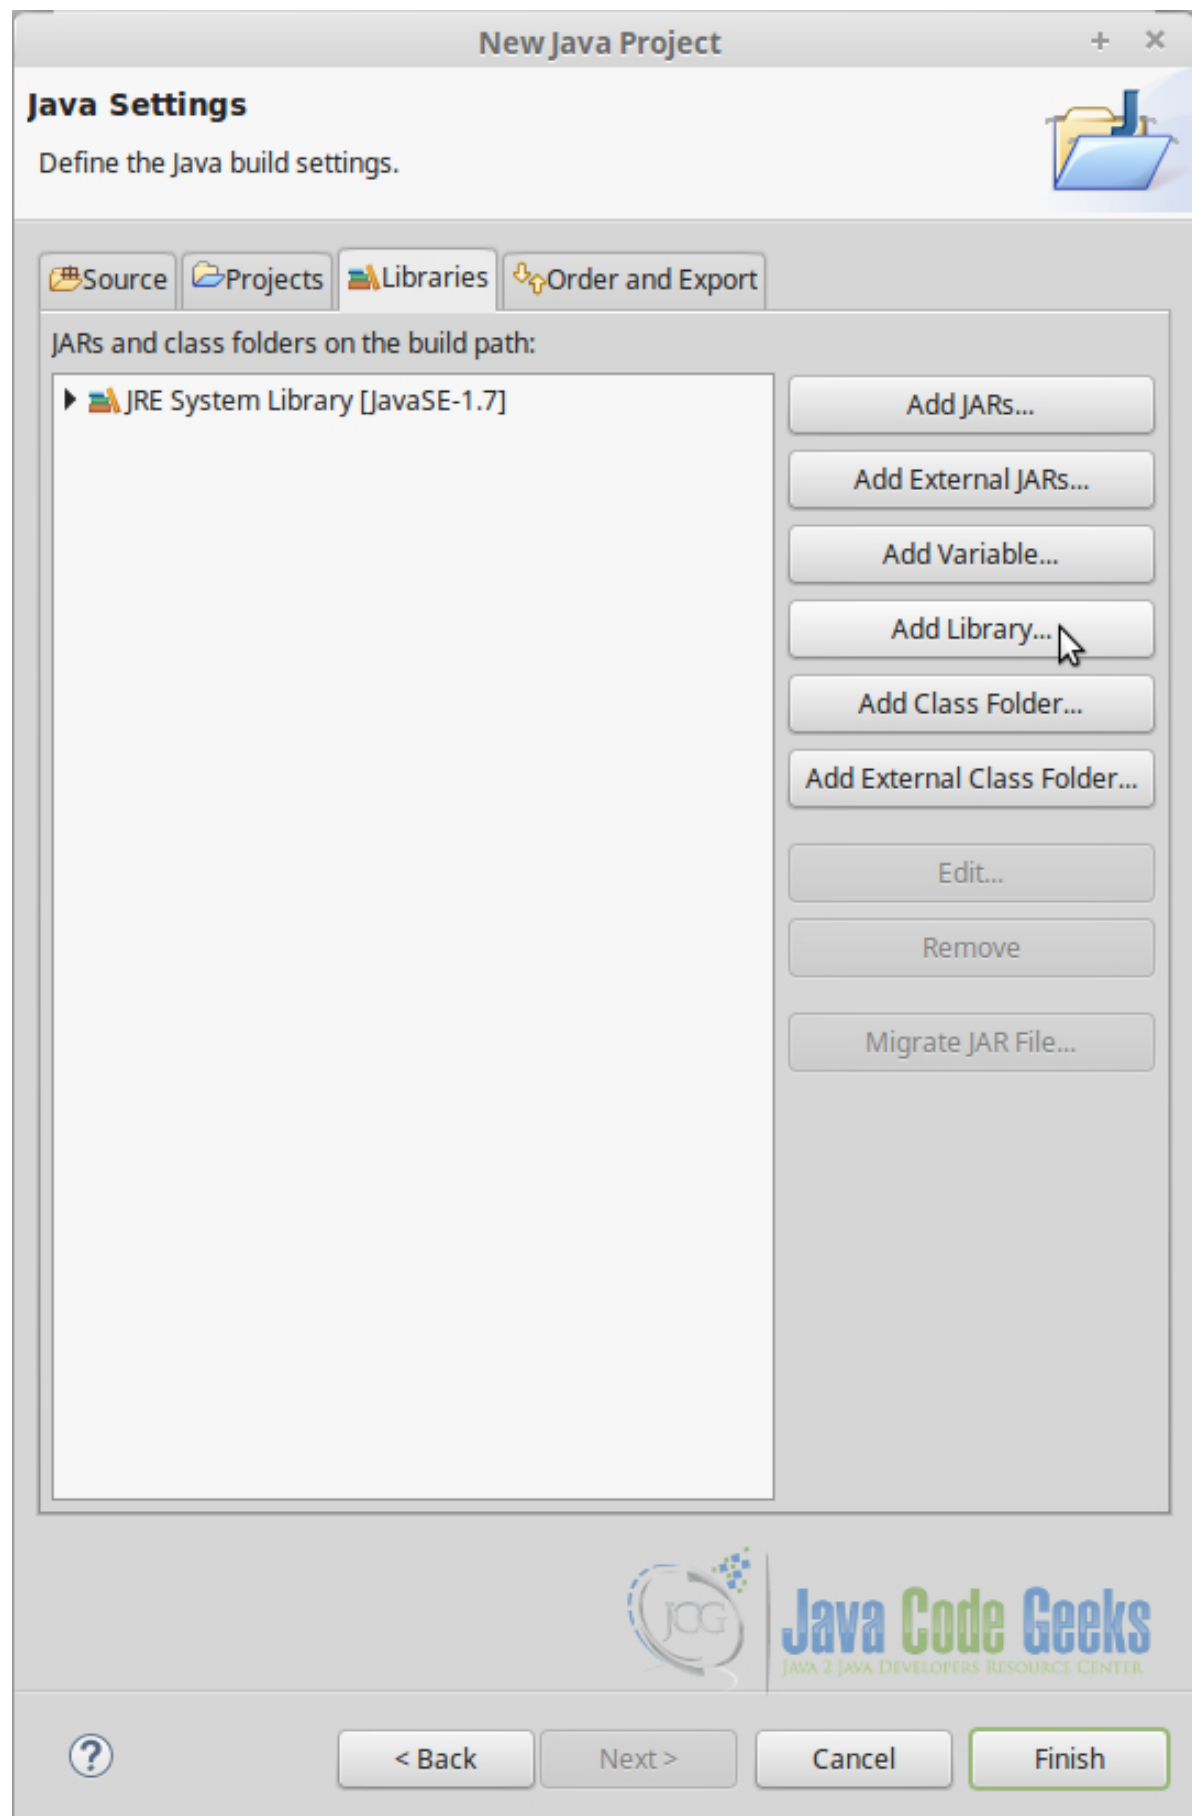 New Java Project
Java Settings
Define the Java build settings.
Source Projects Libraries Order and Export
JARs and class folders on the build path:
JRE System Library [JavaSE-1.7]
Add JARs...
Add External JARs...
Add Variable...
Add Library...
Add Class Folder...
Add External Class Folder...
Edit...
Remove
Migrate JAR File...
JCG
Java Code Geeks
JAVA 2 JAVA DEVELOPERS RESOURCE CENTER
?
< Back Next > Cancel Finish